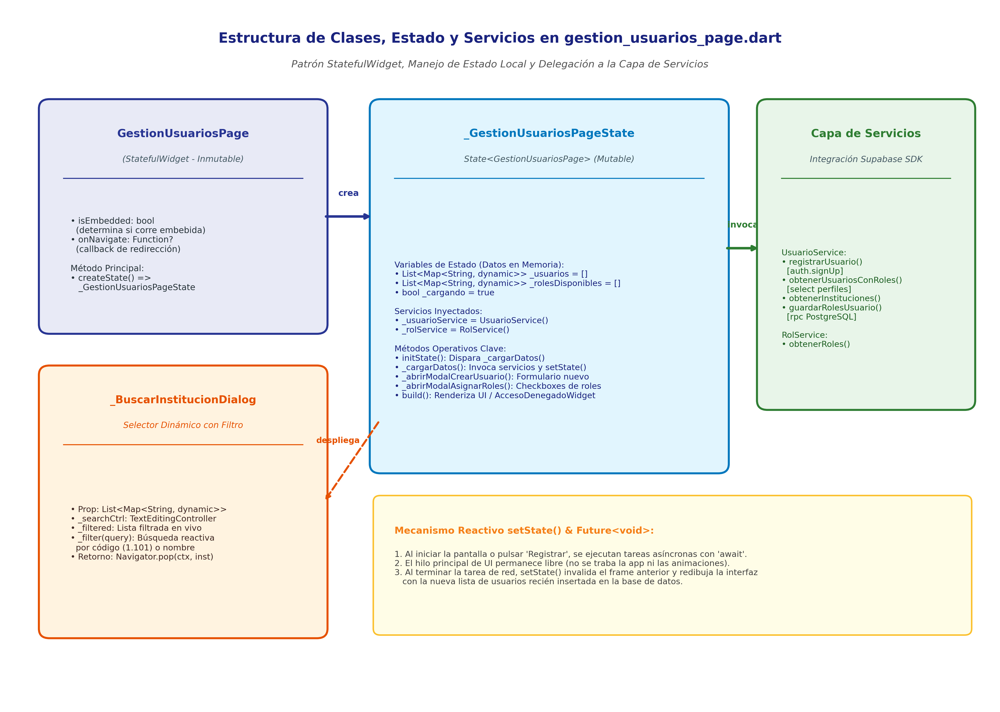 Estructura de Clases, Estado y Servicios en gestion_usuarios_page.dart
Patrón StatefulWidget, Manejo de Estado Local y Delegación a la Capa de Servicios
GestionUsuariosPage
(StatefulWidget - Inmutable)
• isEmbedded: bool
(determina si corre embebida)
• onNavigate: Function?
(callback de redirección)
Método Principal:
• createState() =>
_GestionUsuariosPageState
crea
_GestionUsuariosPageState
State<GestionUsuariosPage> (Mutable)
Variables de Estado (Datos en Memoria):
• List<Map<String, dynamic>> _usuarios = []
• List<Map<String, dynamic>> _rolesDisponibles = []
• bool _cargando = true
Servicios Inyectados:
• _usuarioService = UsuarioService()
• _rolService = RolService()
Métodos Operativos Clave:
• initState(): Dispara _cargarDatos()
• _cargarDatos(): Invoca servicios y setState()
• _abrirModalCrearUsuario(): Formulario nuevo
• _abrirModalAsignarRoles(): Checkboxes de roles
• build(): Renderiza UI / AccesoDenegadoWidget
invoca
Capa de Servicios
Integración Supabase SDK
UsuarioService:
• registrarUsuario()
[auth.signUp]
• obtenerUsuariosConRoles()
[select perfiles]
• obtenerInstituciones()
• guardarRolesUsuario()
[rpc PostgreSQL]
RolService:
• obtenerRoles()
_BuscarInstitucionDialog
Selector Dinámico con Filtro
• Prop: List<Map<String, dynamic>>
• _searchCtrl: TextEditingController
• _filtered: Lista filtrada en vivo
• _filter(query): Búsqueda reactiva
por código (1.101) o nombre
• Retorno: Navigator.pop(ctx, inst)
despliega
Mecanismo Reactivo setState() & Future<void>:
1. Al iniciar la pantalla o pulsar 'Registrar', se ejecutan tareas asíncronas con 'await'.
2. El hilo principal de UI permanece libre (no se traba la app ni las animaciones).
3. Al terminar la tarea de red, setState() invalida el frame anterior y redibuja la interfaz
con la nueva lista de usuarios recién insertada en la base de datos.